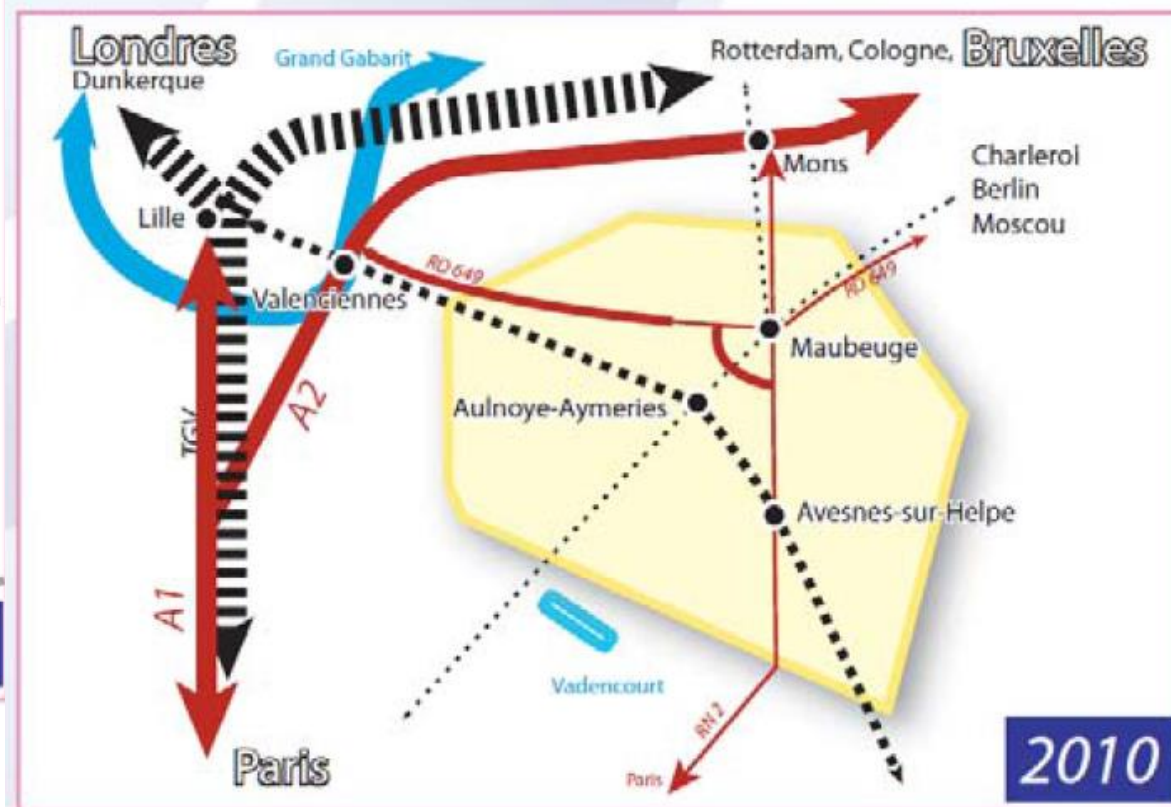 Londres
Dunkerque
Grand Gabarit
Rotterdam, Cologne, Bruxelles
Mons
Charleroi
Berlin
Moscou
Lille
Valenciennes
RD 649
RD 649
Maubeuge
Aulnoye-Aymeries
TGV
A2
Avesnes-sur-Helpe
A1
Vadencourt
RN 2
Paris
Paris
2010